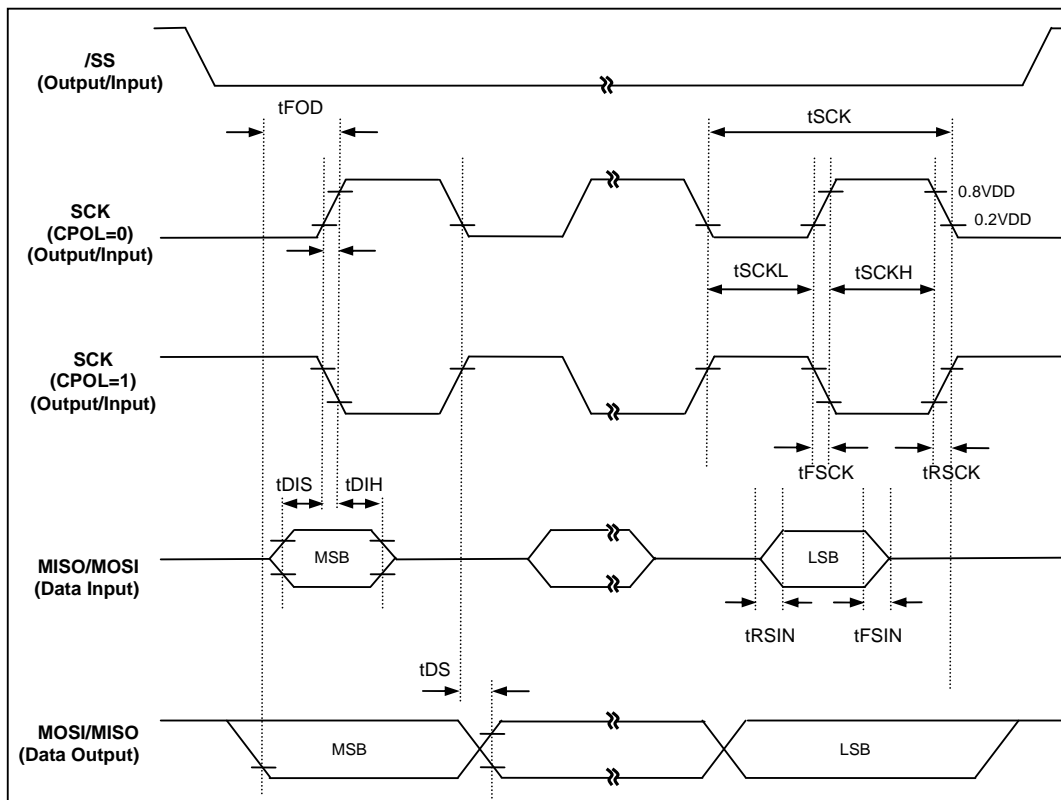 /SS
(Output/Input)
tFOD
tSCK
SCK
(CPOL=0)
(Output/Input)
0.8VDD
0.2VDD
tSCKL
tSCKH
SCK
(CPOL=1)
(Output/Input)
tFSCK
tRSCK
tDIS
tDIH
MISO/MOSI
(Data Input)
MSB
LSB
tRSIN
tFSIN
tDS
MOSI/MISO
(Data Output)
MSB
LSB